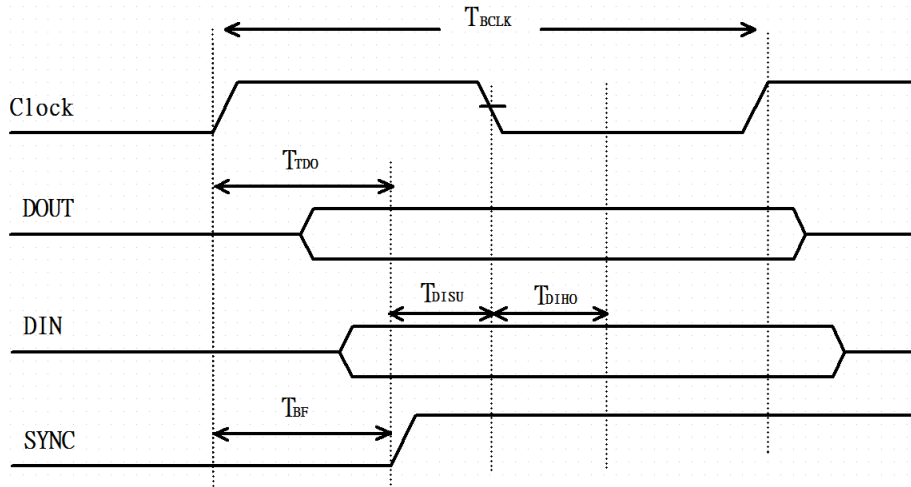 TBCLK
Clock
TTDO
DOUT
TDISU TDIHO
DIN
TBF
SYNC